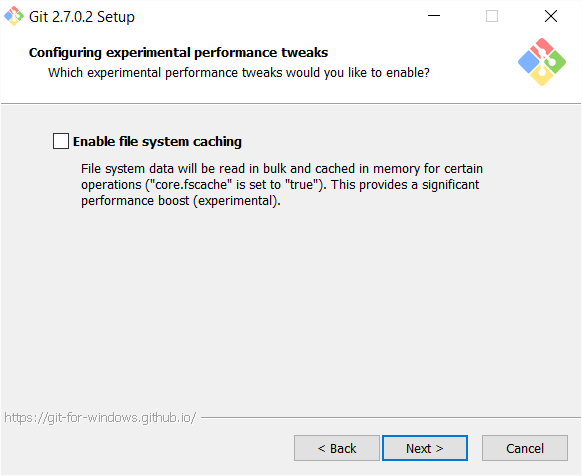 Git 2.7.0.2 Setup
Configuring experimental performance tweaks
Which experimental performance tweaks would you like to enable?
Enable file system caching
File system data will be read in bulk and cached in memory for certain
operations ("core.fscache" is set to "true"). This provides a significant
performance boost (experimental).
https://git-for-windows.github.io/
< Back
Next >
Cancel